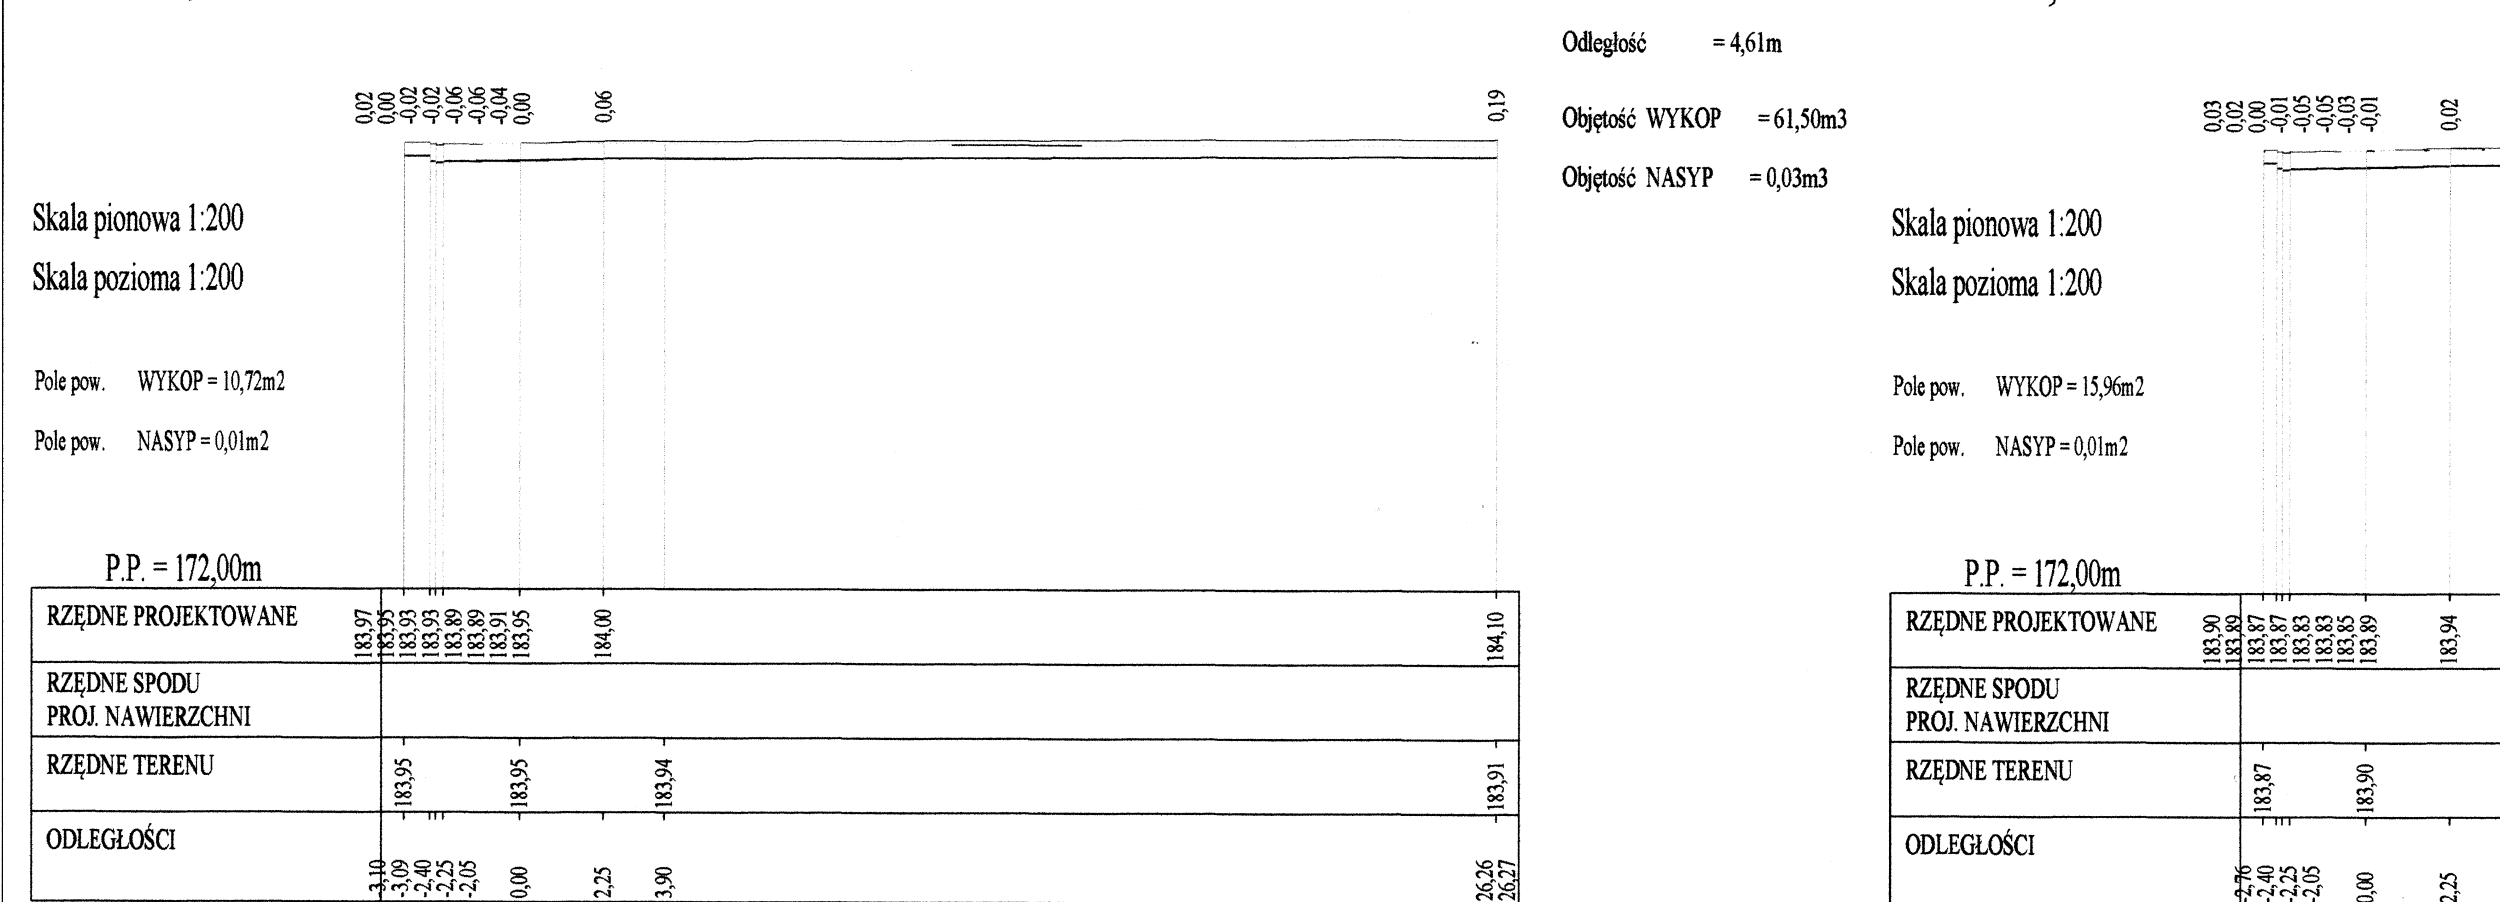 0,02 0,00 -0,02 -0,02 -0,06 -0,06 -0,04 0,00 0,06 0,19
Skala pionowa 1:200
Skala pozioma 1:200
Pole pow. WYKOP = 10,72m2
Pole pow. NASYP = 0,01m2
P.P. = 172,00m
RZĘDNE PROJEKTOWANE 183,97 183,95 183,93 183,93 183,89 183,89 183,91 183,95 184,00 184,10
RZĘDNE SPODU
PROJ. NAWIERZCHNI
RZĘDNE TERENU 183,95 183,95 183,94 183,91
ODLEGŁOŚCI -3,10 -3,09 -2,40 -2,25 -2,05 0,00 2,25 3,90 26,26 26,27
Odległość = 4,61m
Objętość WYKOP = 61,50m3
Objętość NASYP = 0,03m3
0,03 0,02 0,00 -0,01 -0,05 -0,05 -0,03 -0,01 0,02
Skala pionowa 1:200
Skala pozioma 1:200
Pole pow. WYKOP = 15,96m2
Pole pow. NASYP = 0,01m2
P.P. = 172,00m
RZĘDNE PROJEKTOWANE 183,90 183,89 183,87 183,87 183,83 183,83 183,85 183,89 183,94
RZĘDNE SPODU
PROJ. NAWIERZCHNI
RZĘDNE TERENU 183,87 183,90
ODLEGŁOŚCI -2,76 -2,40 -2,25 -2,05 0,00 2,25